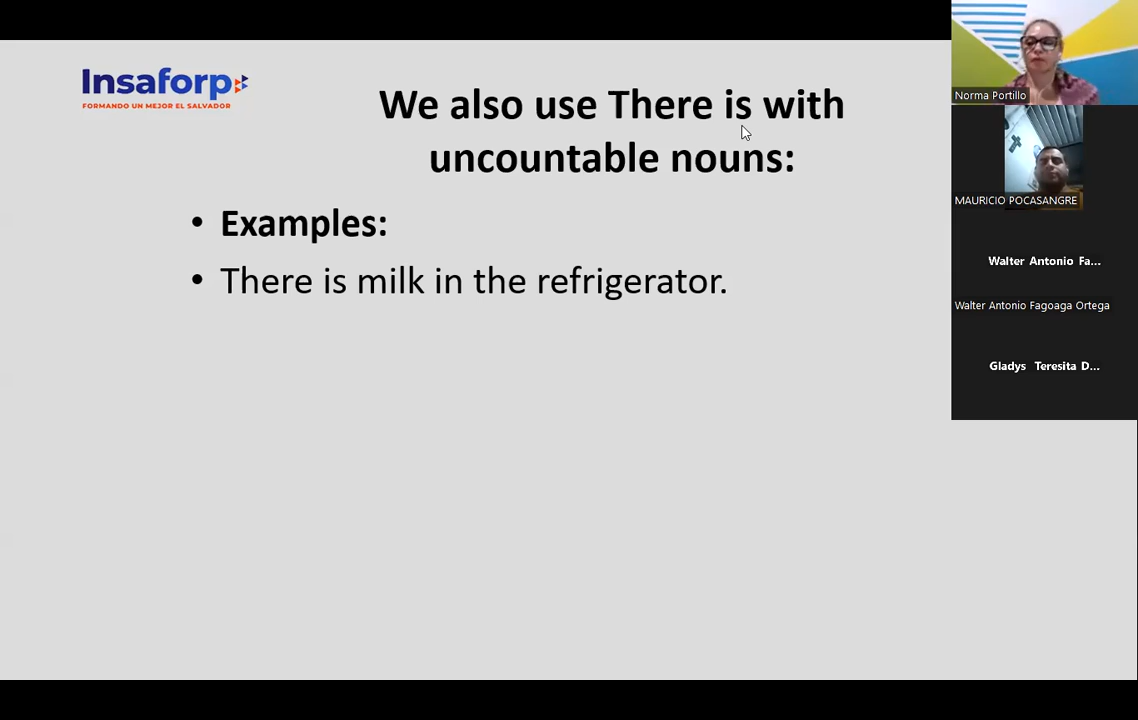 Insaforp
FORMANDO UN MEJOR EL SALVADOR
We also use There is with
uncountable nouns:
• Examples:
• There is milk in the refrigerator.
Norma Portillo
MAURICIO POCASANGRE
Walter Antonio Fa...
Walter Antonio Fagoaga Ortega
Gladys Teresita D...